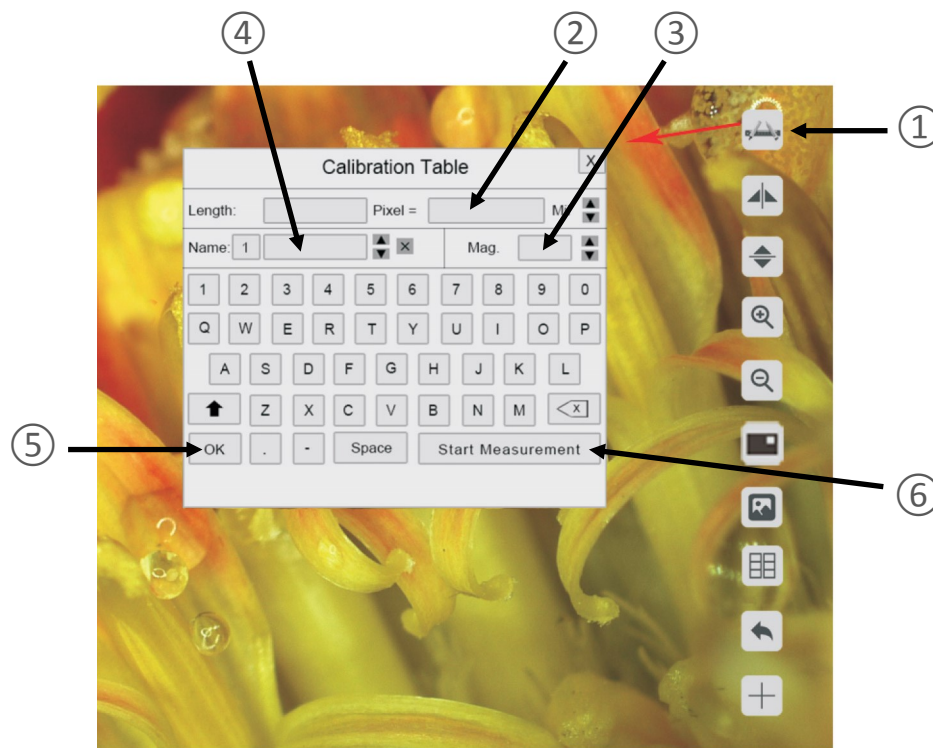 ④ ② ③
①
Calibration Table X
Length: Pixel =
Name: 1 X Mag.
1 2 3 4 5 6 7 8 9 0
Q W E R T Y U I O P
A S D F G H J K L
Z X C V B N M X
⑤ OK . - Space Start Measurement
⑥